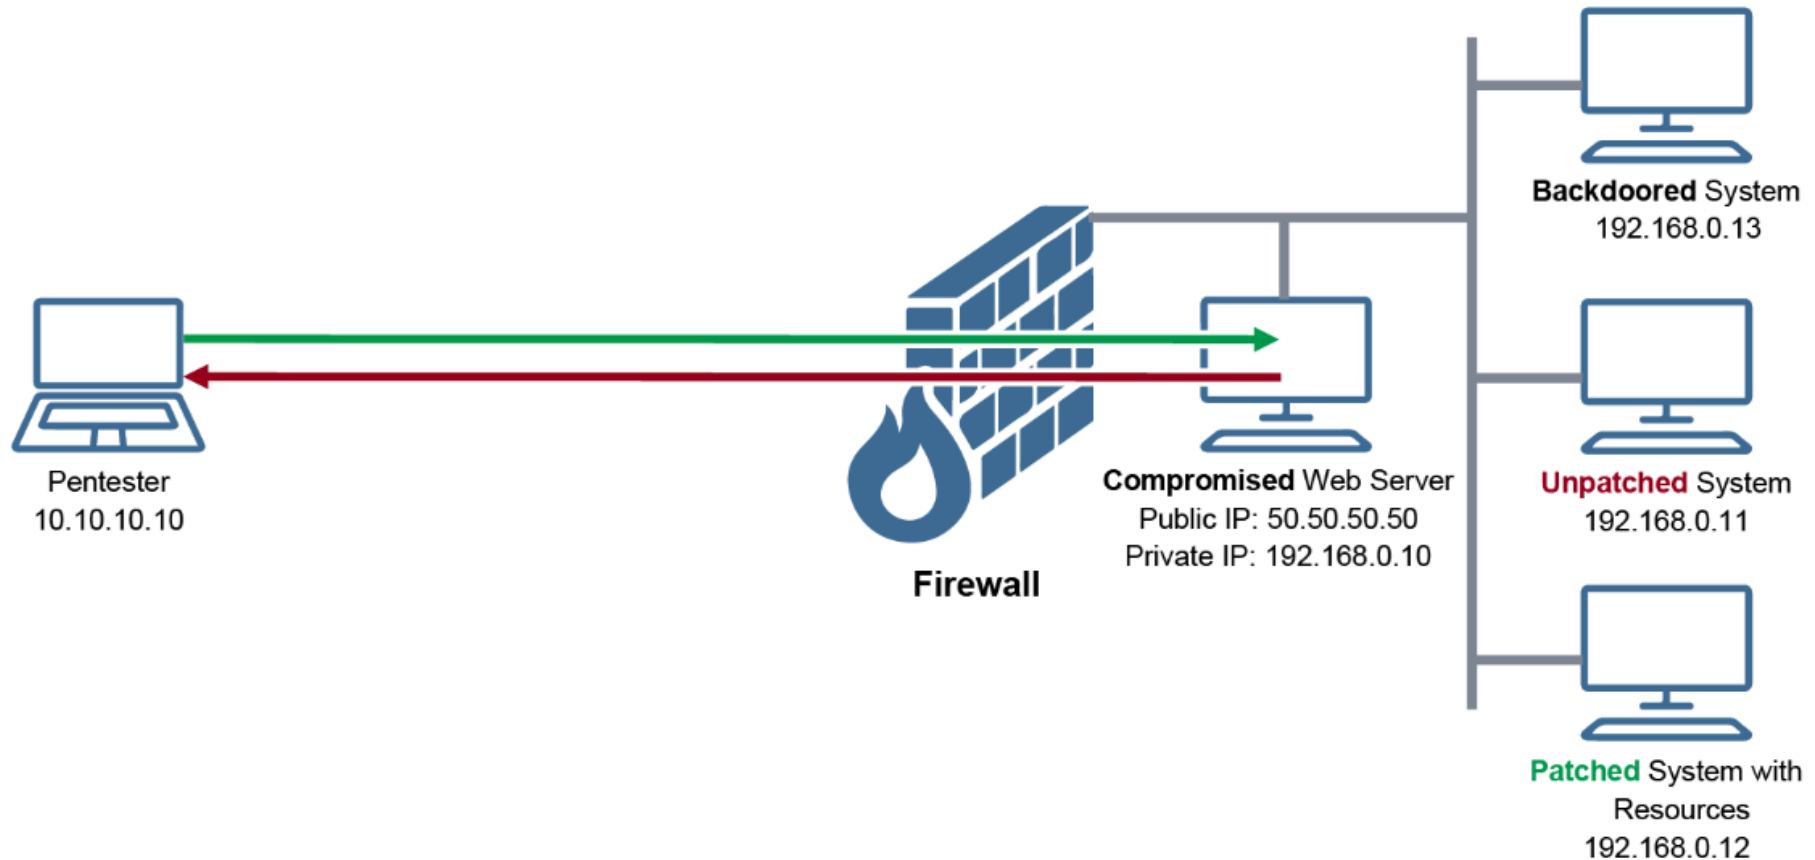 Pentester
10.10.10.10
Firewall
Compromised Web Server
Public IP: 50.50.50.50
Private IP: 192.168.0.10
Backdoored System
192.168.0.13
Unpatched System
192.168.0.11
Patched System with
Resources
192.168.0.12